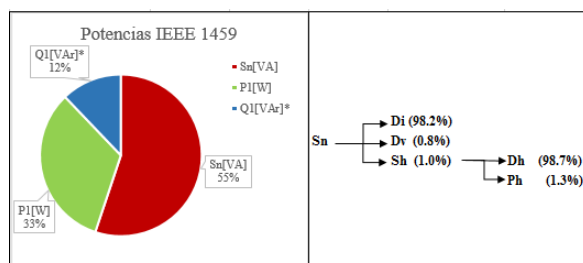 Potencias IEEE 1459
Q1[VAr]*
12%
Sn[VA]
P1[W]
Q1[VAr]*
Sn[VA]
55%
P1[W]
33%
Sn
Di (98.2%)
Dv (0.8%)
Sh (1.0%)
Dh (98.7%)
Ph (1.3%)